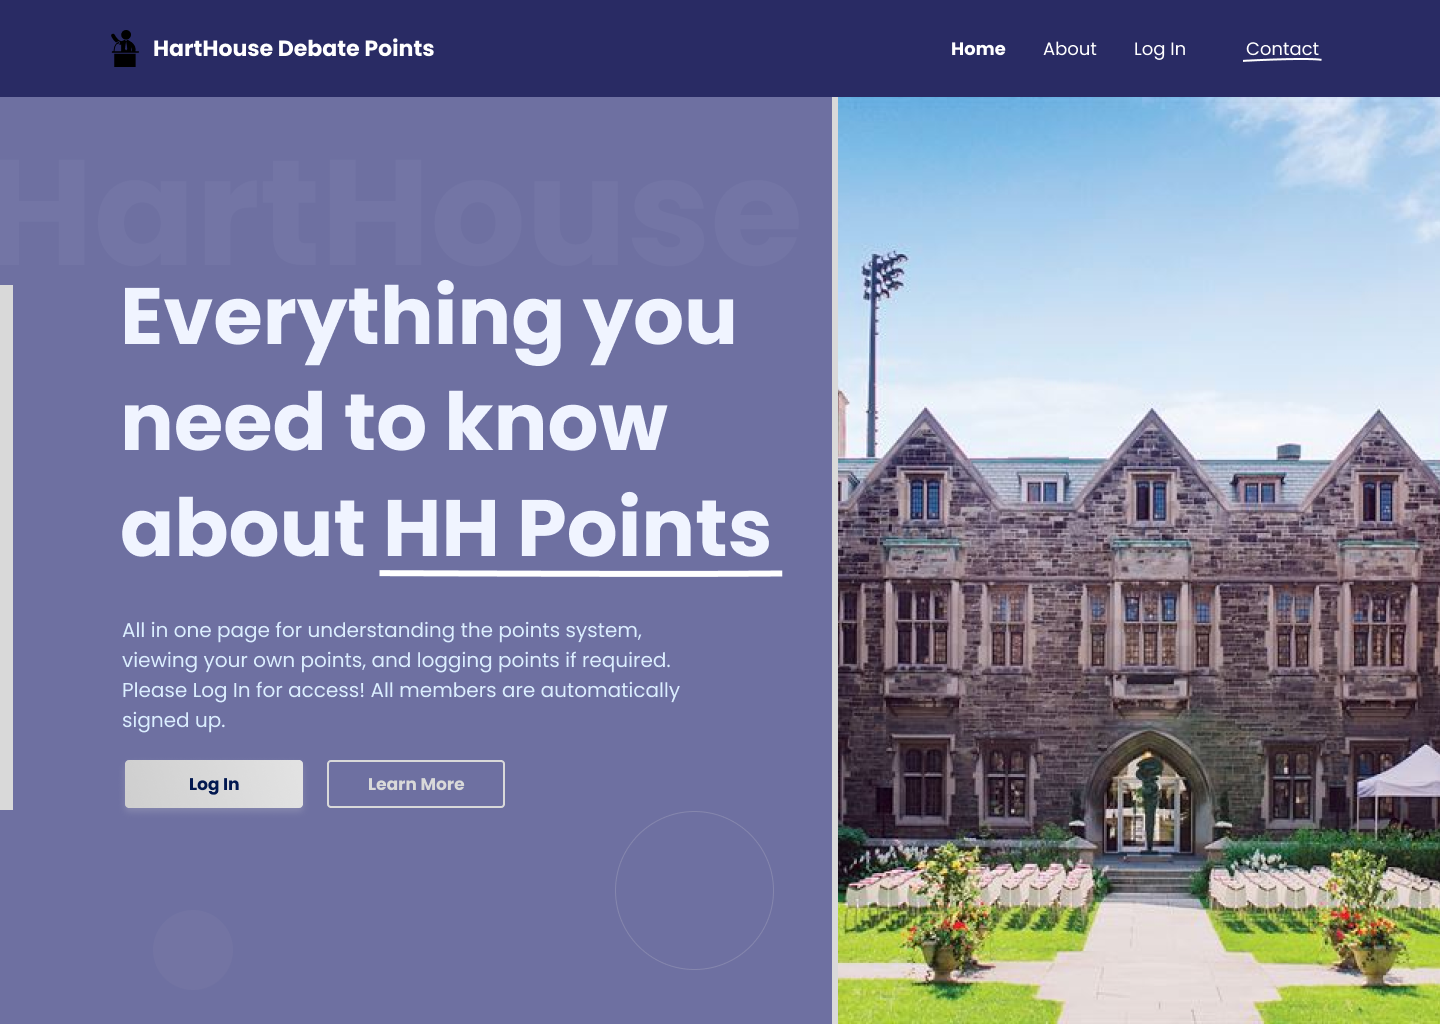 HartHouse Debate Points
Home About Log In Contact
HartHouse
Everything you
need to know
about HH Points
All in one page for understanding the points system,
viewing your own points, and logging points if required.
Please Log In for access! All members are automatically
signed up.
Log In Learn More